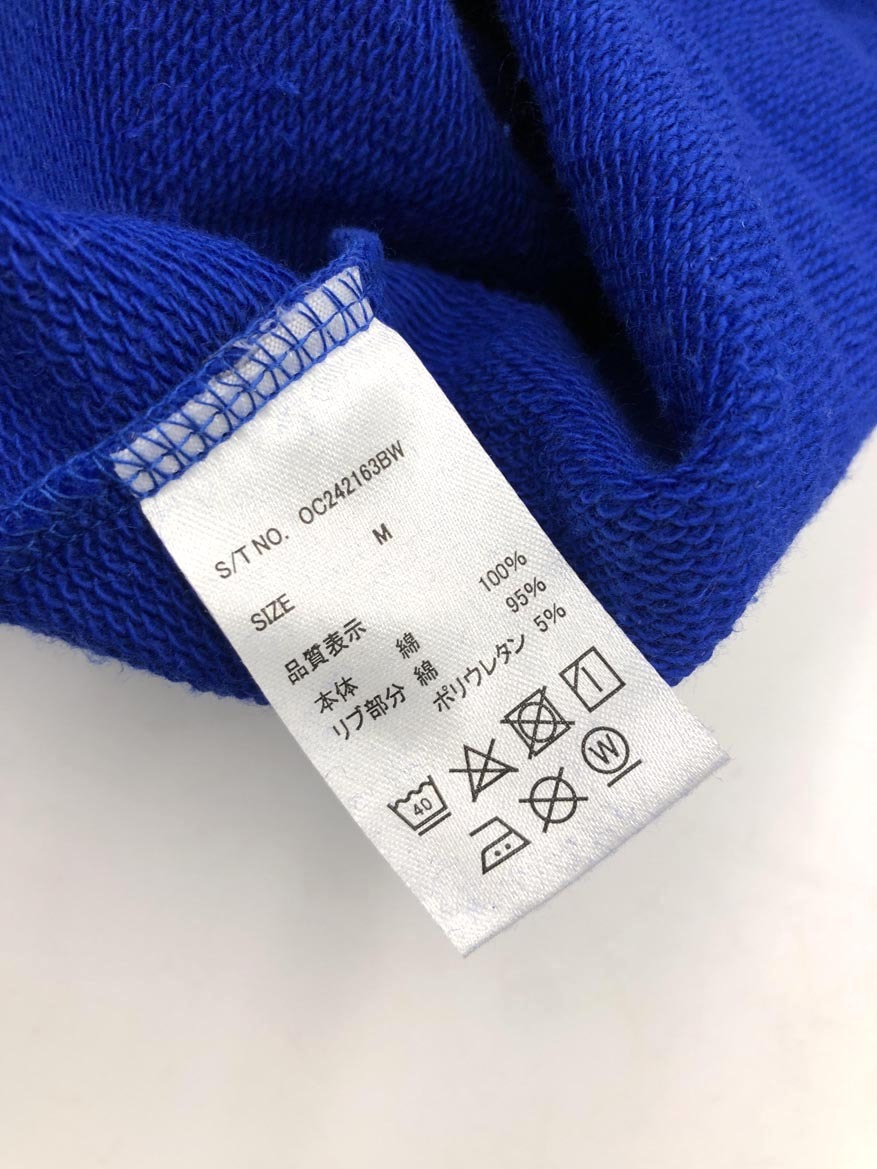 S/T NO. OC242163BW
SIZE M
品質表示
本体 綿 100%
リブ部分 綿 95%
ポリウレタン 5%
40
W